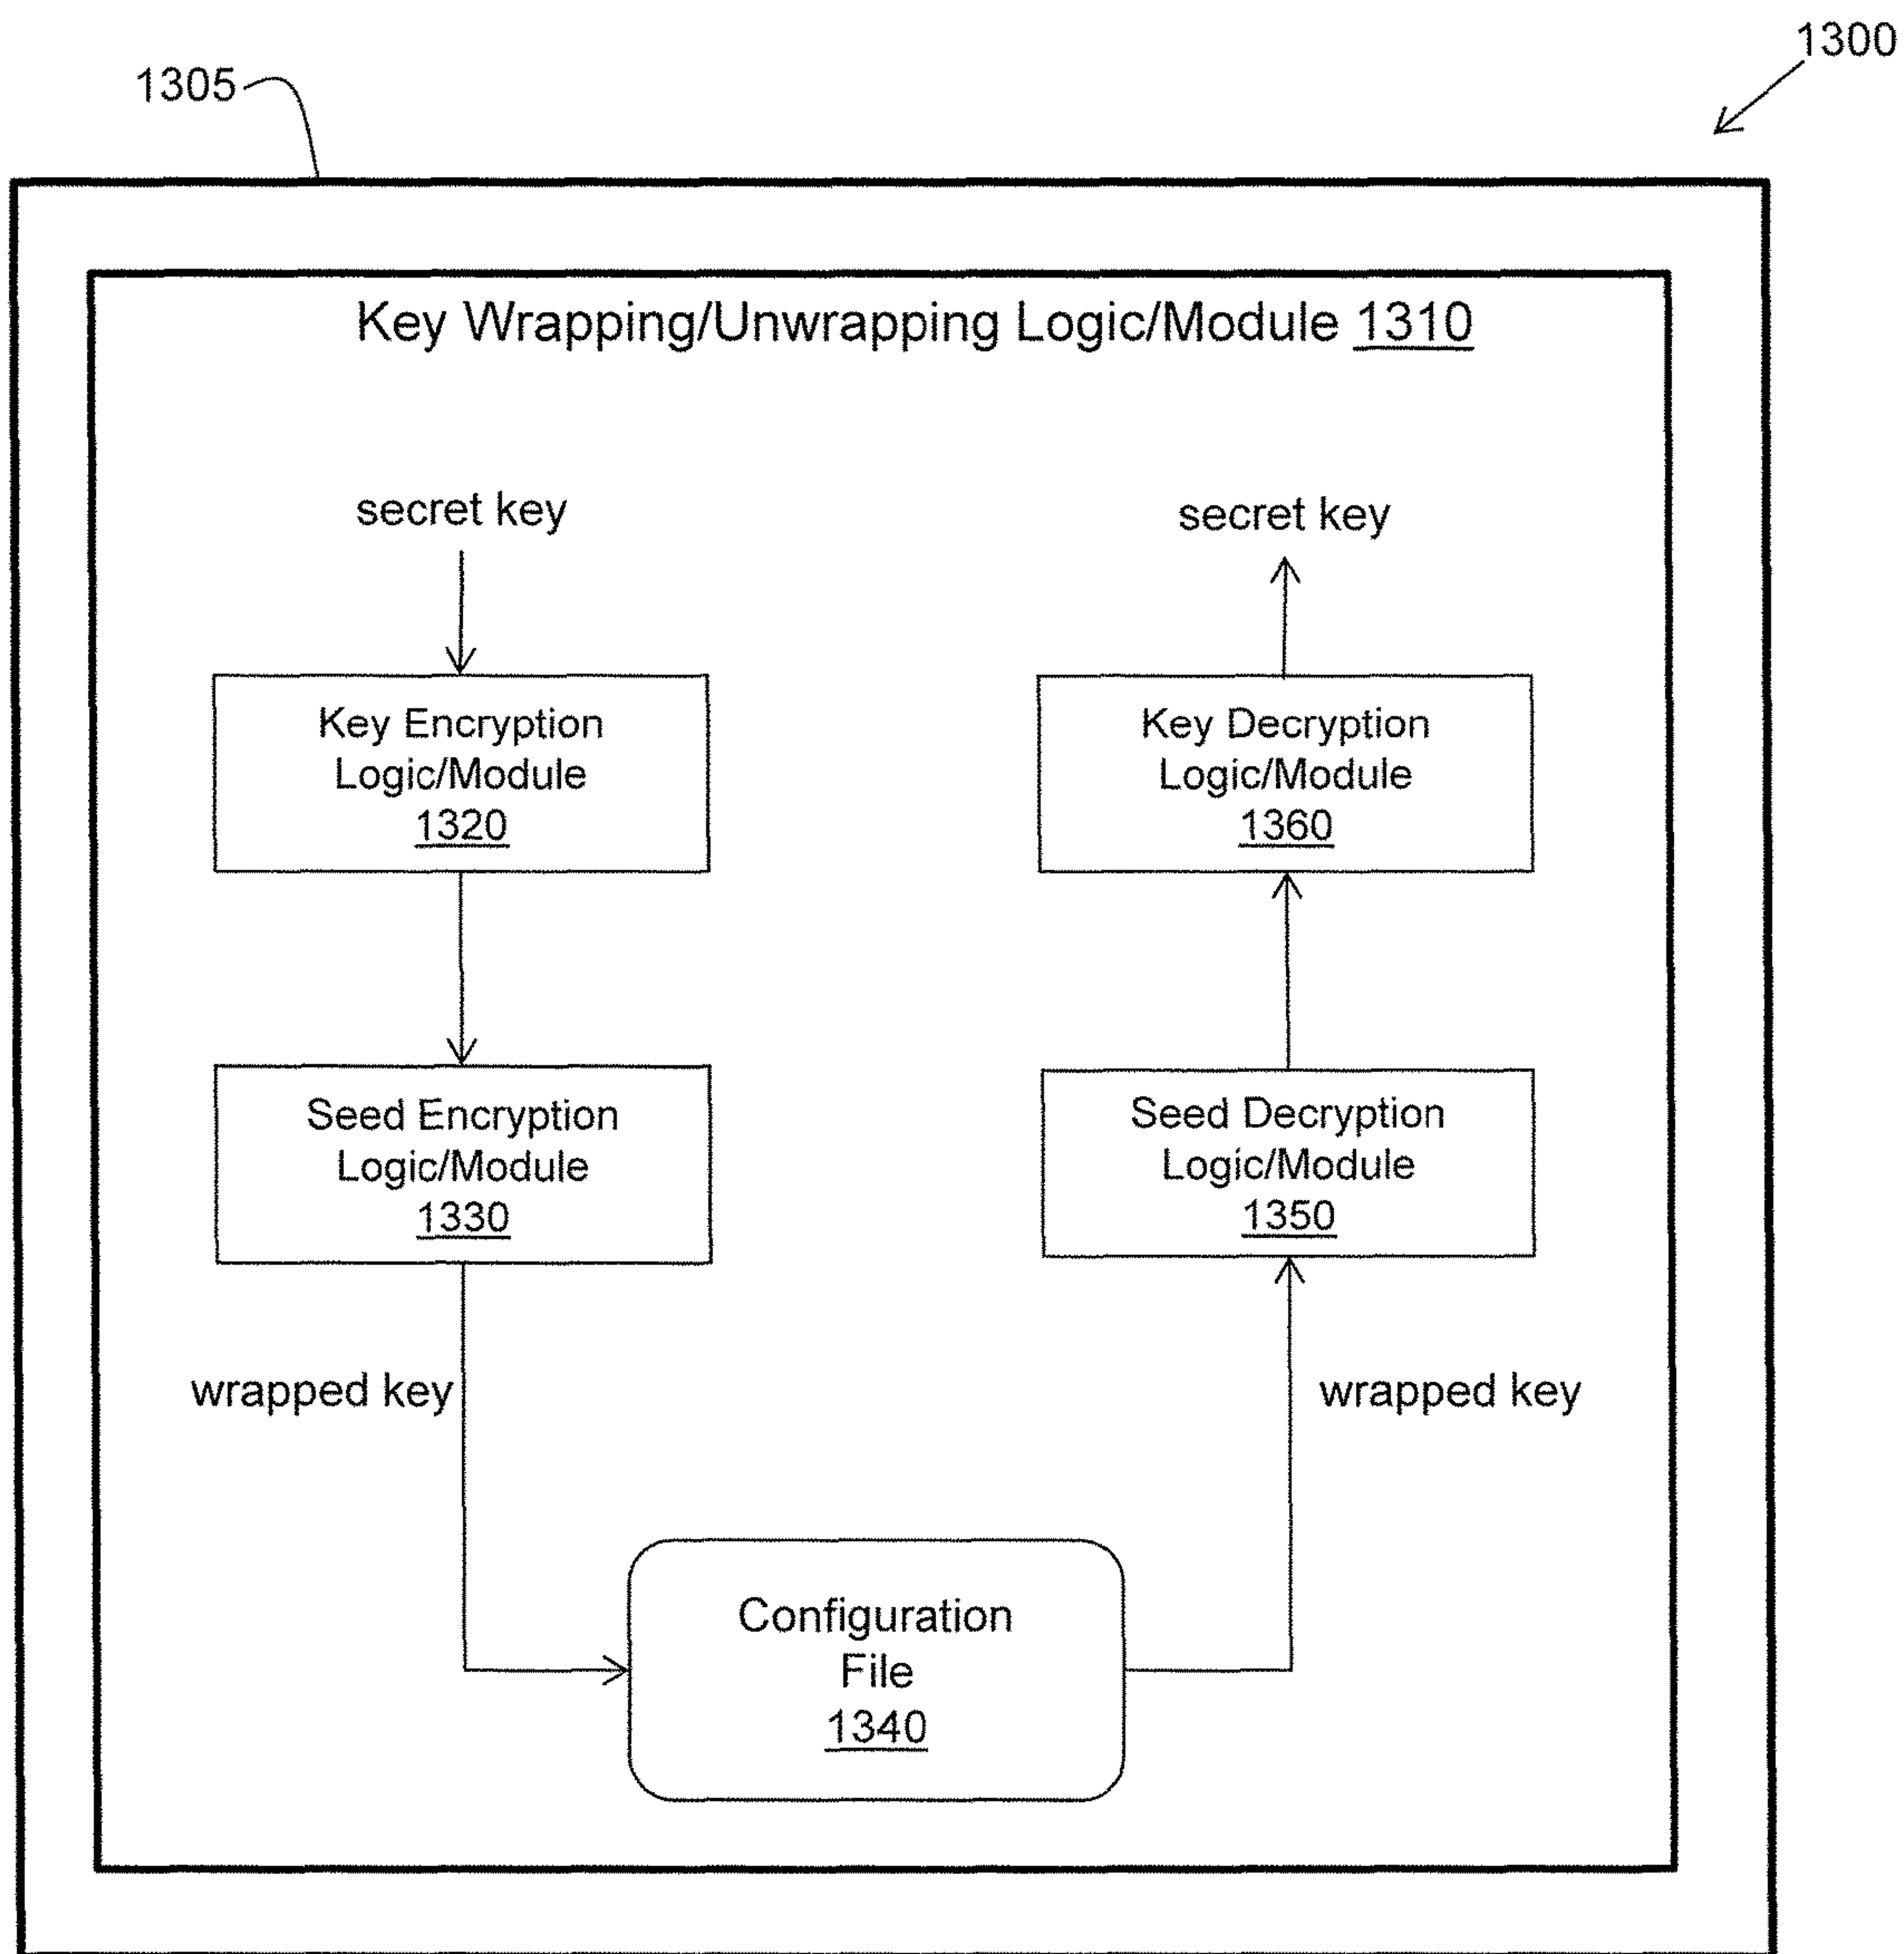 1300
1305
Key Wrapping/Unwrapping Logic/Module 1310
secret key
secret key
Key Encryption
Logic/Module
1320
Key Decryption
Logic/Module
1360
Seed Encryption
Logic/Module
1330
Seed Decryption
Logic/Module
1350
wrapped key
wrapped key
Configuration
File
1340